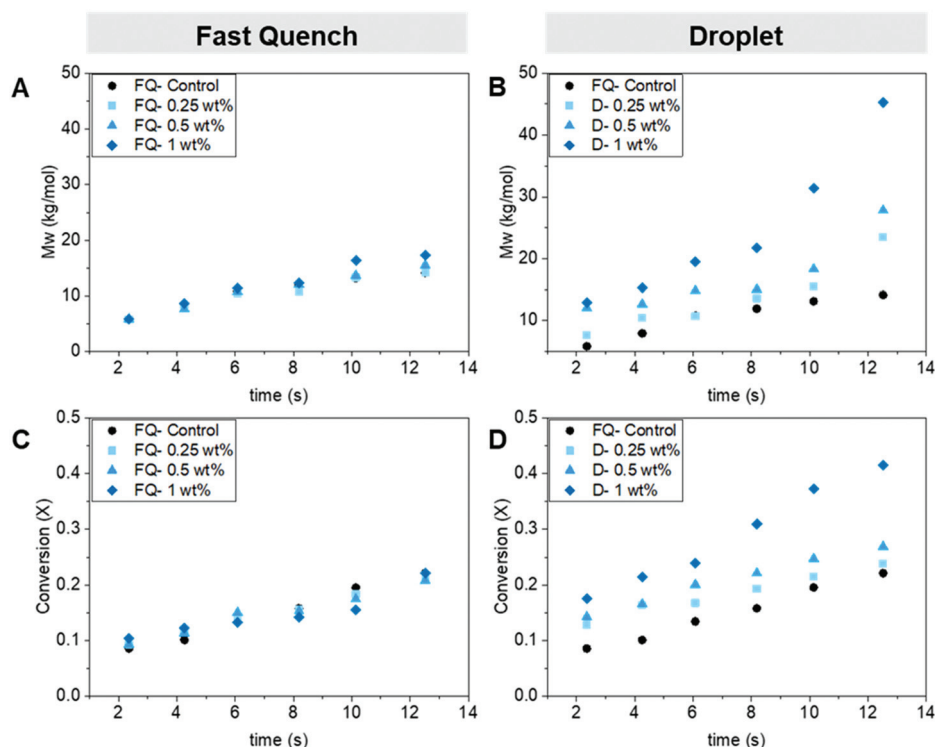 Fast Quench
Droplet
A
50
40
30
20
10
0
Mw (kg/mol)
FQ- Control
FQ- 0.25 wt%
FQ- 0.5 wt%
FQ- 1 wt%
2 4 6 8 10 12 14
time (s)
B
50
40
30
20
10
Mw (kg/mol)
FQ- Control
D- 0.25 wt%
D- 0.5 wt%
D- 1 wt%
2 4 6 8 10 12 14
time (s)
C
0.5
0.4
0.3
0.2
0.1
0.0
Conversion (X)
FQ- Control
FQ- 0.25 wt%
FQ- 0.5 wt%
FQ- 1 wt%
2 4 6 8 10 12 14
time (s)
D
0.5
0.4
0.3
0.2
0.1
0.0
Conversion (X)
FQ- Control
D- 0.25 wt%
D- 0.5 wt%
D- 1 wt%
2 4 6 8 10 12 14
time (s)